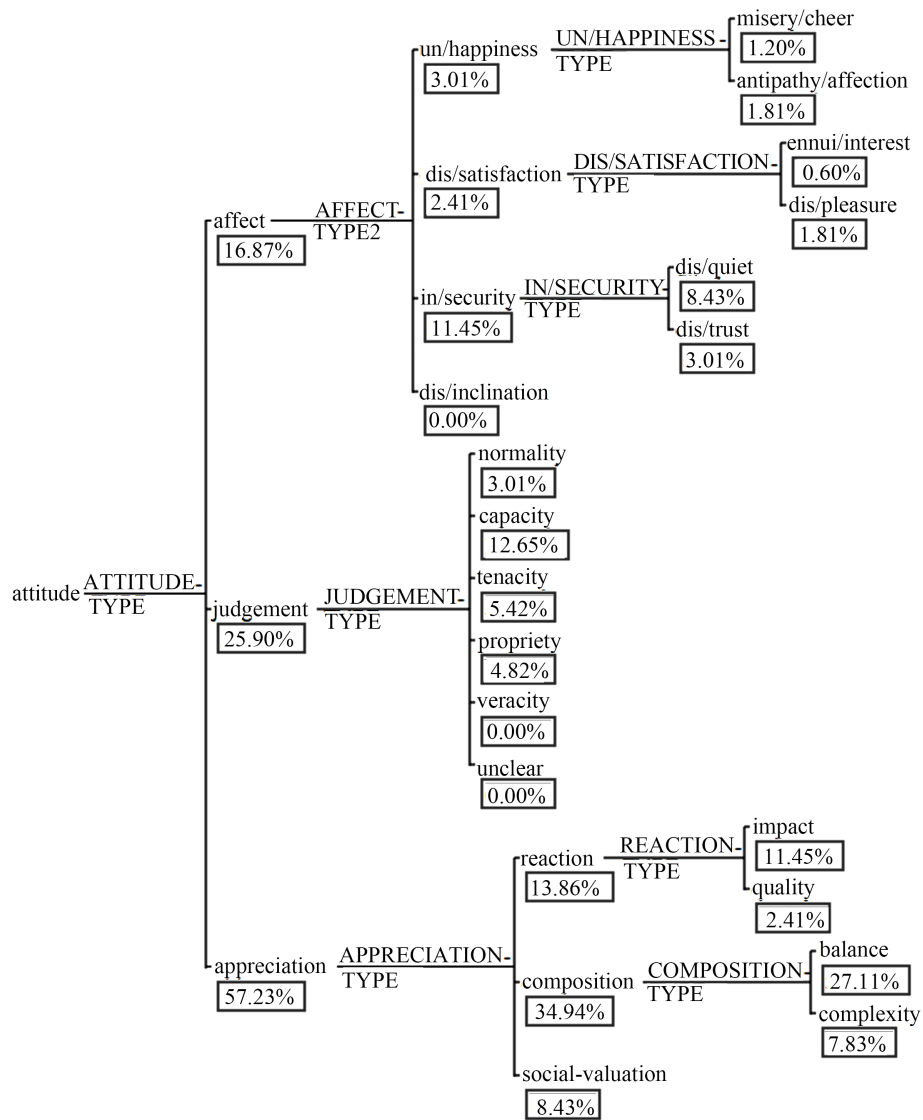 misery/cheer
1.20%
un/happiness
3.01%
UN/HAPPINESS-
TYPE
antipathy/affection
1.81%
ennui/interest
0.60%
dis/satisfaction
2.41%
DIS/SATISFACTION-
TYPE
dis/pleasure
1.81%
affect
16.87%
AFFECT-
TYPE2
dis/quiet
8.43%
in/security
11.45%
IN/SECURITY-
TYPE
dis/trust
3.01%
dis/inclination
0.00%
normality
3.01%
capacity
12.65%
attitude
ATTITUDE-
TYPE
judgement
25.90%
JUDGEMENT-
TYPE
tenacity
5.42%
propriety
4.82%
veracity
0.00%
unclear
0.00%
impact
11.45%
reaction
13.86%
REACTION-
TYPE
quality
2.41%
appreciation
57.23%
APPRECIATION-
TYPE
balance
27.11%
composition
34.94%
COMPOSITION-
TYPE
complexity
7.83%
social-valuation
8.43%